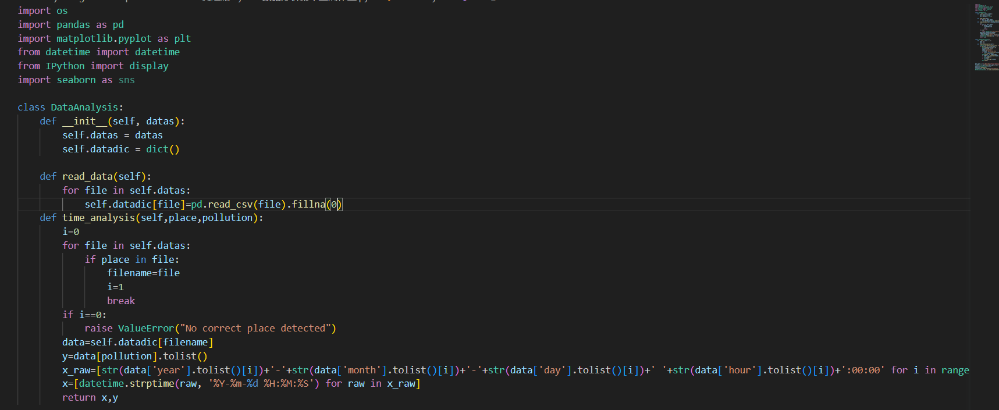 import os
import pandas as pd
import matplotlib.pyplot as plt
from datetime import datetime
from IPython import display
import seaborn as sns
class DataAnalysis:
def __init__(self, datas):
self.datas = datas
self.datadic = dict()
def read_data(self):
for file in self.datas:
self.datadic[file]=pd.read_csv(file).fillna(0)
def time_analysis(self,place,pollution):
i=0
for file in self.datas:
if place in file:
filename=file
i=1
break
if i==0:
raise ValueError("No correct place detected")
data=self.datadic[filename]
y=data[pollution].tolist()
x_raw=[str(data['year'].tolist()[i])+'-'+str(data['month'].tolist()[i])+'-'+str(data['day'].tolist()[i])+' '+str(data['hour'].tolist()[i])+':00:00' for i in range
x=[datetime.strptime(raw, '%Y-%m-%d %H:%M:%S') for raw in x_raw]
return x,y